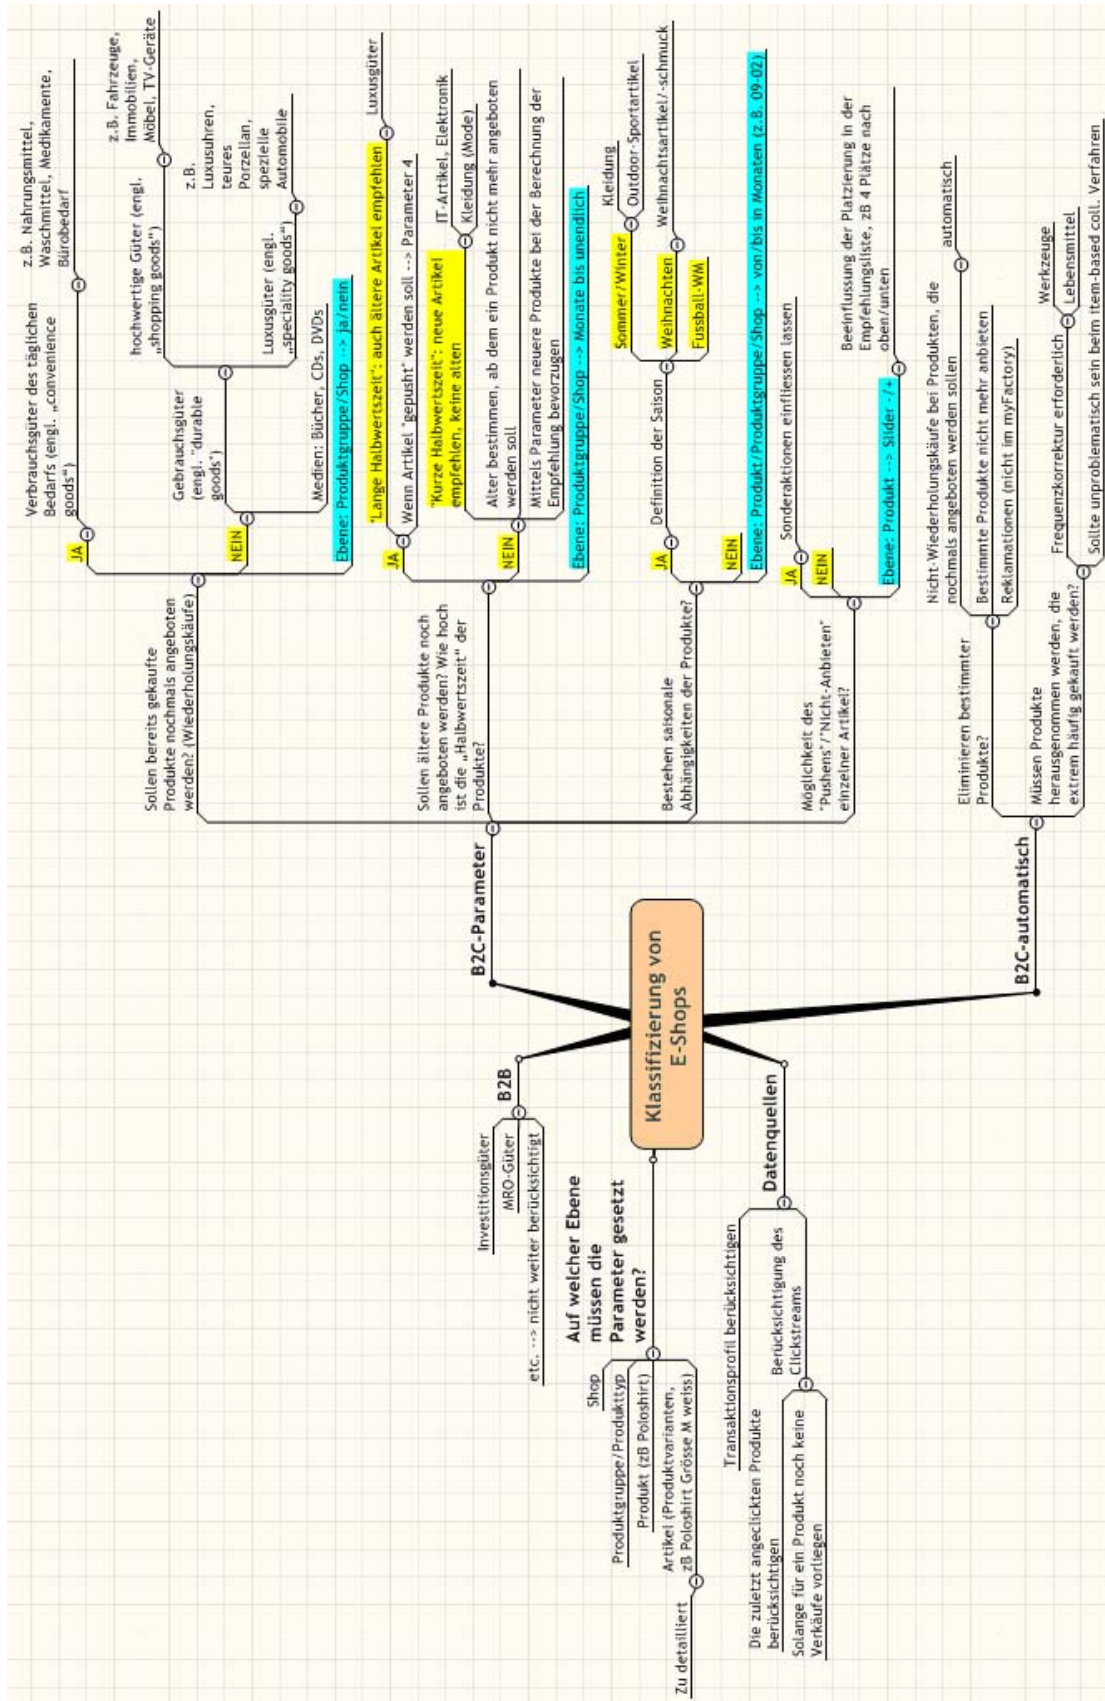 Klassifizierung von
E-Shops
B2C-Parameter
Sollen bereits gekaufte
Produkte nochmals angeboten
werden? (Wiederholungskäufe)
JA
Verbrauchsgüter des täglichen
Bedarfs (engl. „convenience
goods“)
z.B. Nahrungsmittel,
Waschmittel, Medikamente,
Bürobedarf
NEIN
Gebrauchsgüter
(engl. "durable
goods")
hochwertige Güter (engl.
„shopping goods“)
z.B. Fahrzeuge,
Immobilien,
Möbel, TV-Geräte
Luxusgüter (engl.
„speciality goods“)
z.B.
Luxusuhren,
teures
Porzellan,
spezielle
Automobile
Medien: Bücher, CDs, DVDs
Ebene: Produktgruppe/Shop --> ja/nein
Sollen ältere Produkte noch
angeboten werden? Wie hoch
ist die „Halbwertszeit“ der
Produkte?
JA
"Lange Halbwertszeit": auch ältere Artikel empfehlen
Luxusgüter
Wenn Artikel "gepusht" werden soll --> Parameter 4
NEIN
"Kurze Halbwertszeit": neue Artikel
empfehlen, keine alten
IT-Artikel, Elektronik
Kleidung (Mode)
Alter bestimmen, ab dem ein Produkt nicht mehr angeboten
werden soll
Mittels Parameter neuere Produkte bei der Berechnung der
Empfehlung bevorzugen
Ebene: Produktgruppe/Shop --> Monate bis unendlich
Bestehen saisonale
Abhängigkeiten der Produkte?
JA
Definition der Saison
Sommer/Winter
Kleidung
Outdoor-Sportartikel
Weihnachten
Weihnachtsartikel/-schmuck
Fussball-WM
NEIN
Ebene: Produkt/Produktgruppe/Shop --> von/bis in Monaten (z.B. 09-02)
Möglichkeit des
"Pushens"/"Nicht-Anbieten"
einzelner Artikel?
JA
Sonderaktionen einfliessen lassen
NEIN
Ebene: Produkt --> Slider -/+
Beeinflussung der Platzierung in der
Empfehlungsliste, zB 4 Plätze nach
oben/unten
B2C-automatisch
Eliminieren bestimmter
Produkte?
Nicht-Wiederholungskäufe bei Produkten, die
nochmals angeboten werden sollen
automatisch
Bestimmte Produkte nicht mehr anbieten
Reklamationen (nicht im myFactory)
Müssen Produkte
herausgenommen werden, die
extrem häufig gekauft werden?
Frequenzkorrektur erforderlich
Werkzeuge
Lebensmittel
Sollte unproblematisch sein beim item-based coll. Verfahren
B2B
Investitionsgüter
MRO-Güter
etc. --> nicht weiter berücksichtigt
Auf welcher Ebene
müssen die
Parameter gesetzt
werden?
Shop
Produktgruppe/Produkttyp
Produkt (zB Poloshirt)
Artikel (Produktvarianten,
zB Poloshirt Grösse M weiss)
Zu detailliert
Datenquellen
Transaktionsprofil berücksichtigen
Berücksichtigung des
Clickstreams
Die zuletzt angeclickten Produkte
berücksichtigen
Solange für ein Produkt noch keine
Verkäufe vorliegen